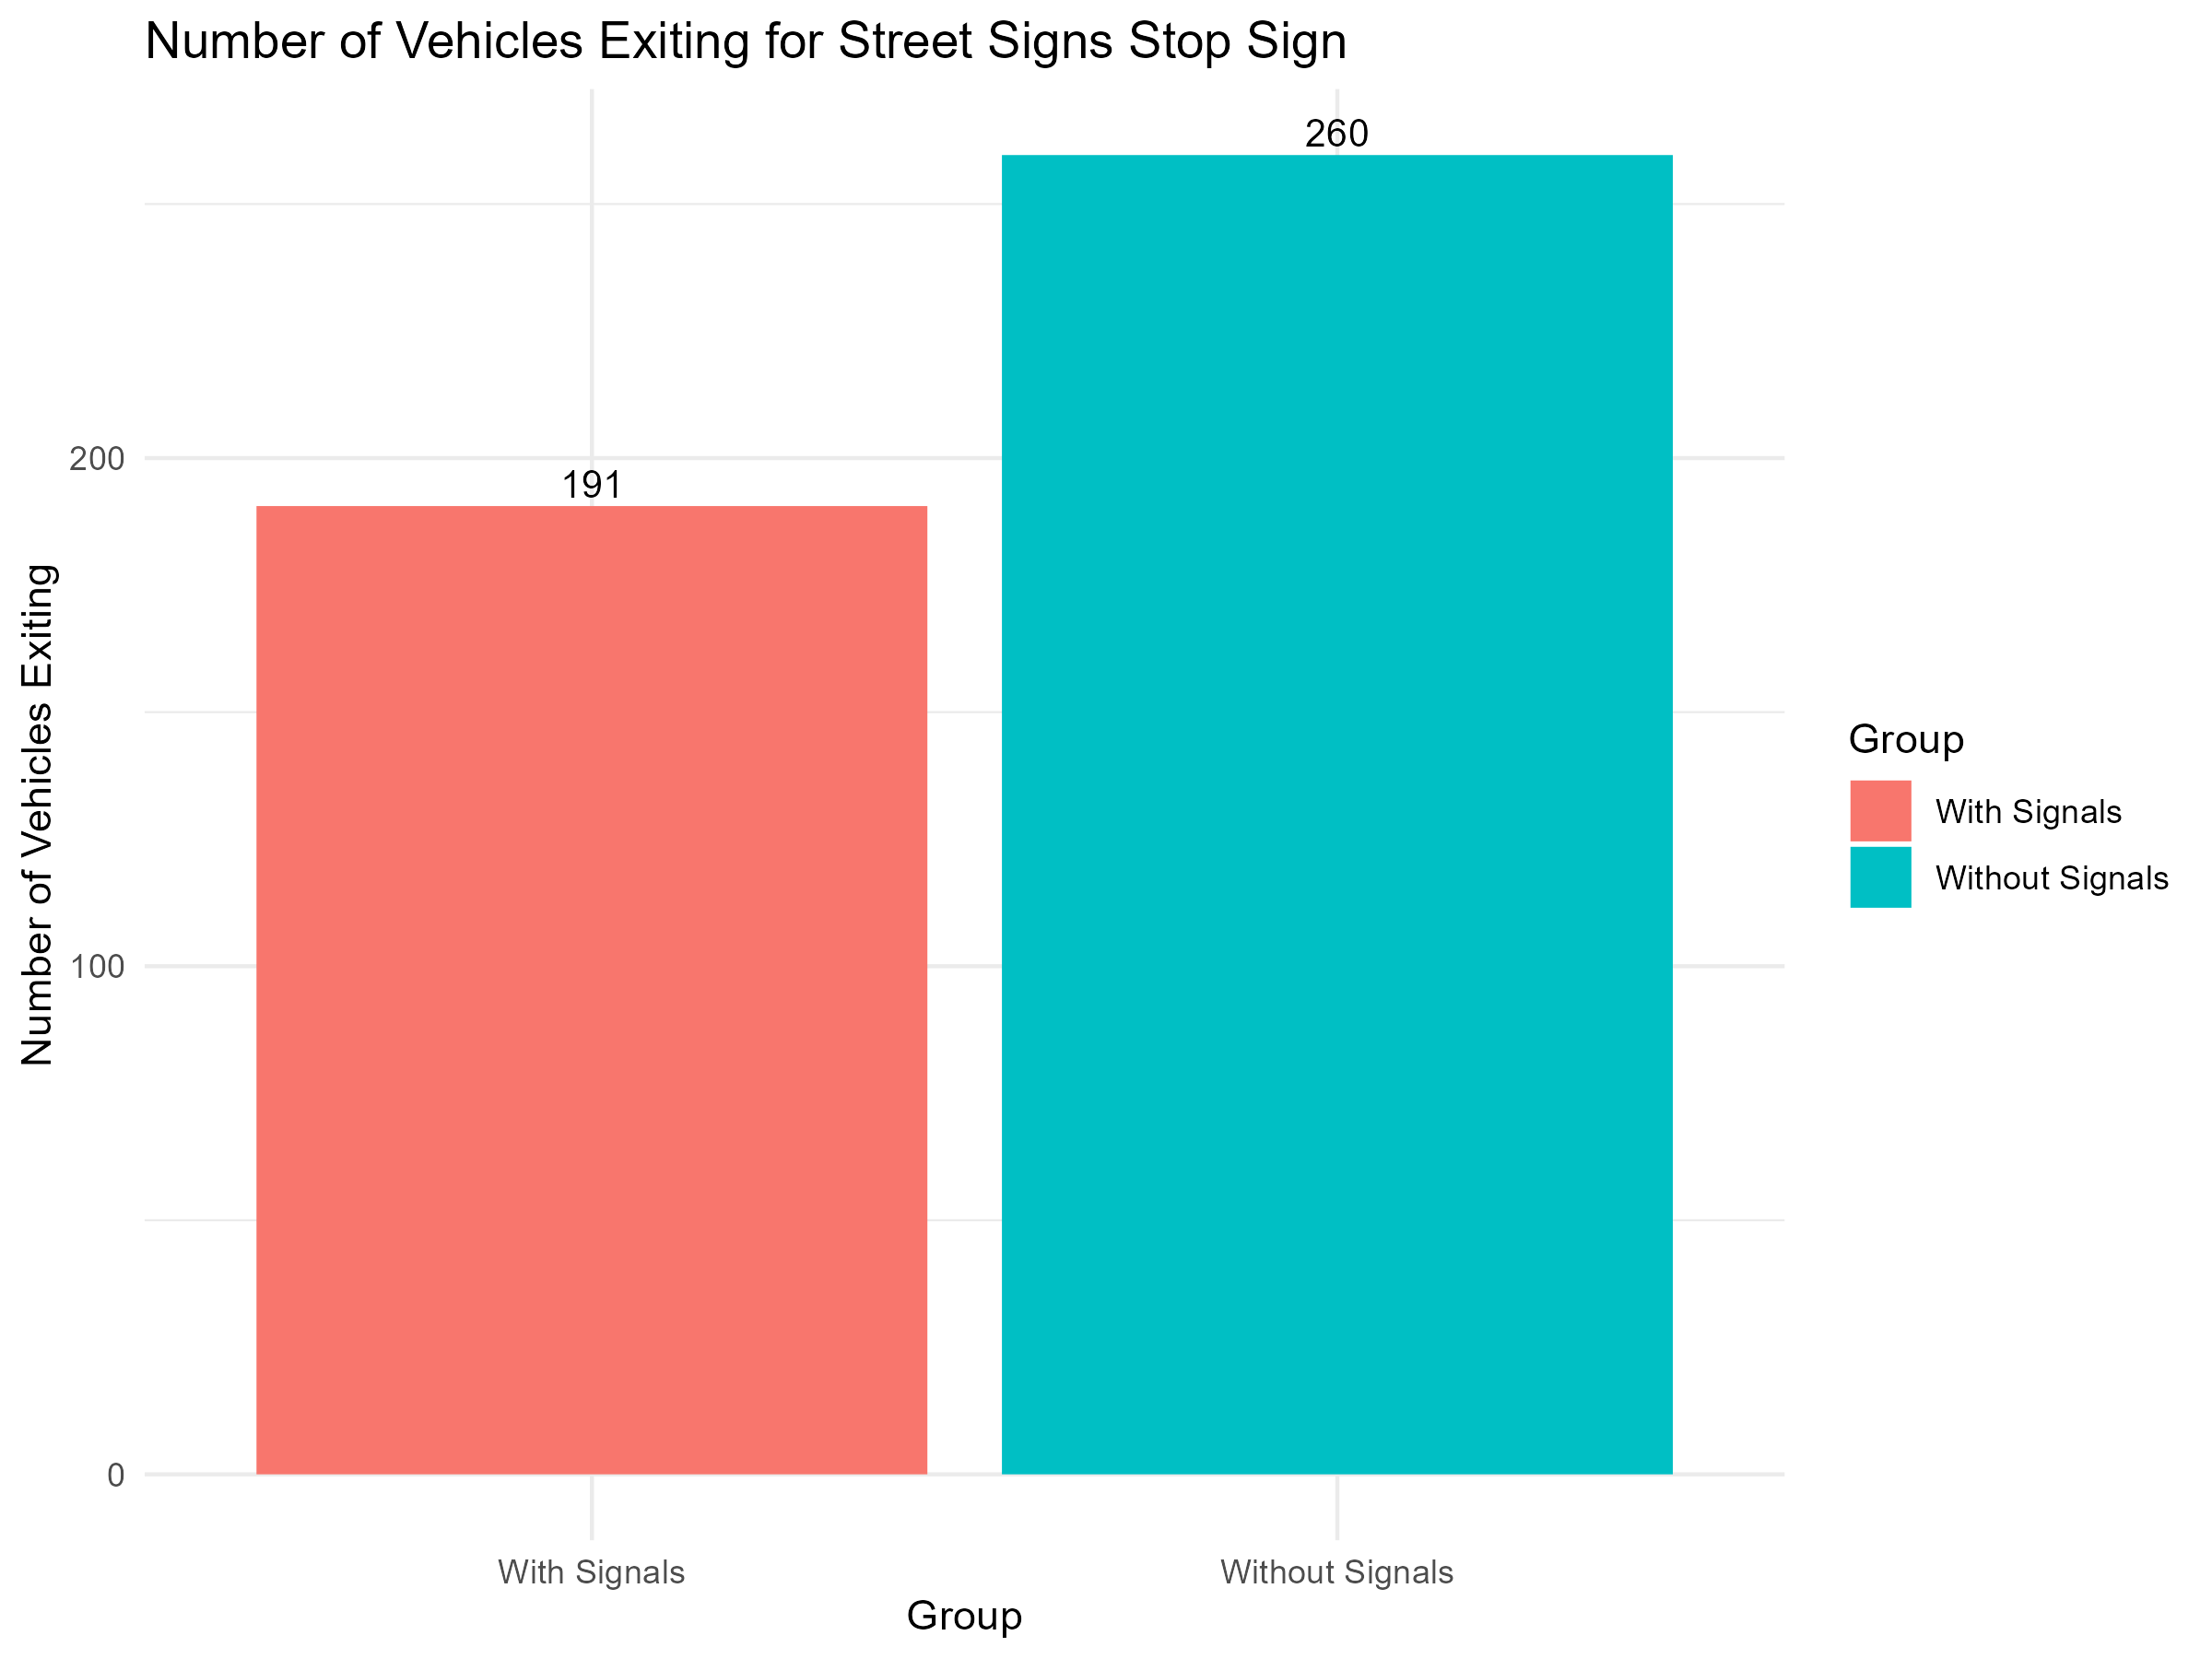 Number of Vehicles Exiting for Street Signs Stop Sign
260
191
200
100
0
Number of Vehicles Exiting
With Signals
Without Signals
Group
Group
With Signals
Without Signals